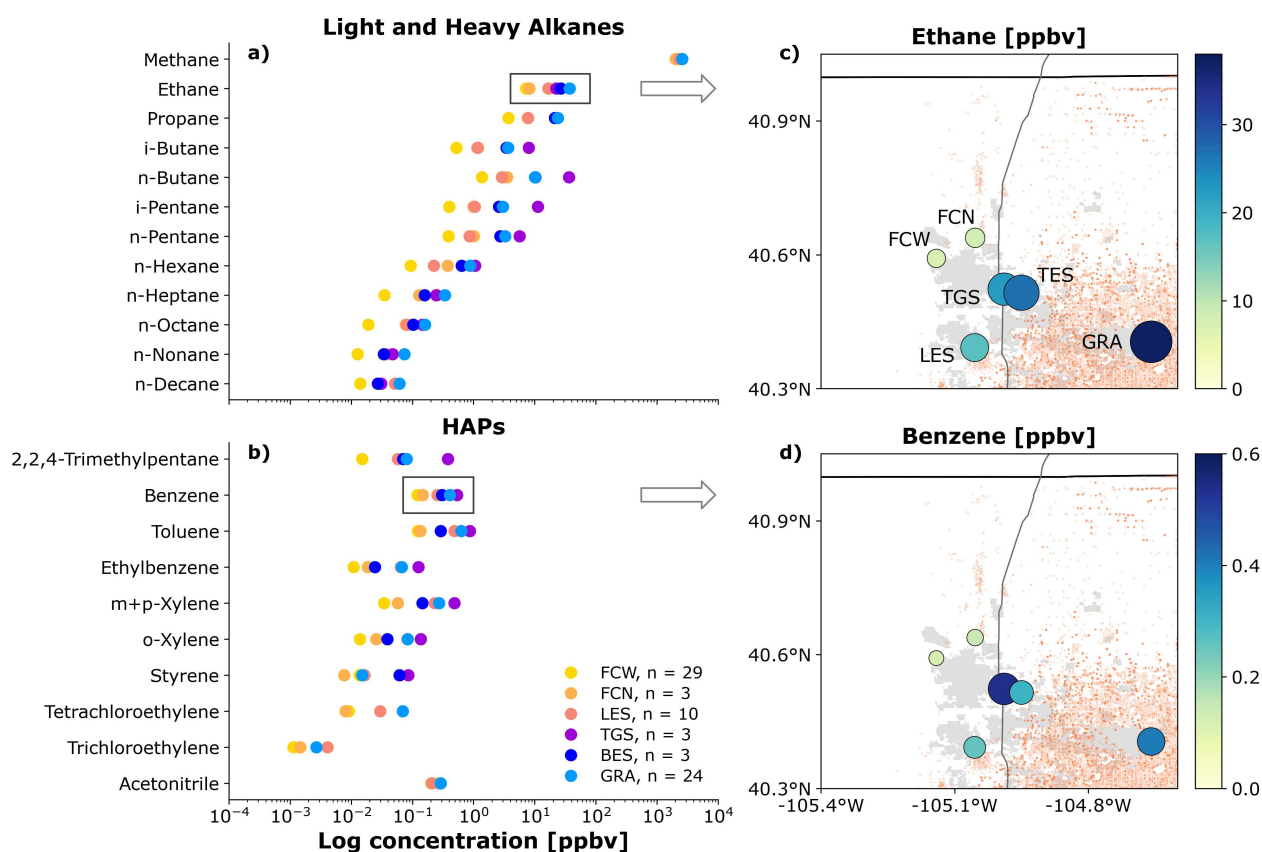 Light and Heavy Alkanes
a)
Methane
Ethane
Propane
i-Butane
n-Butane
i-Pentane
n-Pentane
n-Hexane
n-Heptane
n-Octane
n-Nonane
n-Decane
HAPs
b)
2,2,4-Trimethylpentane
Benzene
Toluene
Ethylbenzene
m+p-Xylene
o-Xylene
Styrene
Tetrachloroethylene
Trichloroethylene
Acetonitrile
FCW, n = 29
FCN, n = 3
LES, n = 10
TGS, n = 3
BES, n = 3
GRA, n = 24
10⁻⁴ 10⁻³ 10⁻² 10⁻¹ 10⁰ 10¹ 10² 10³ 10⁴
Log concentration [ppbv]
c)
Ethane [ppbv]
40.9°N
40.6°N
40.3°N
FCN
FCW
TES
TGS
LES
GRA
30
20
10
0
d)
Benzene [ppbv]
40.9°N
40.6°N
40.3°N
-105.4°W -105.1°W -104.8°W
0.6
0.4
0.2
0.0